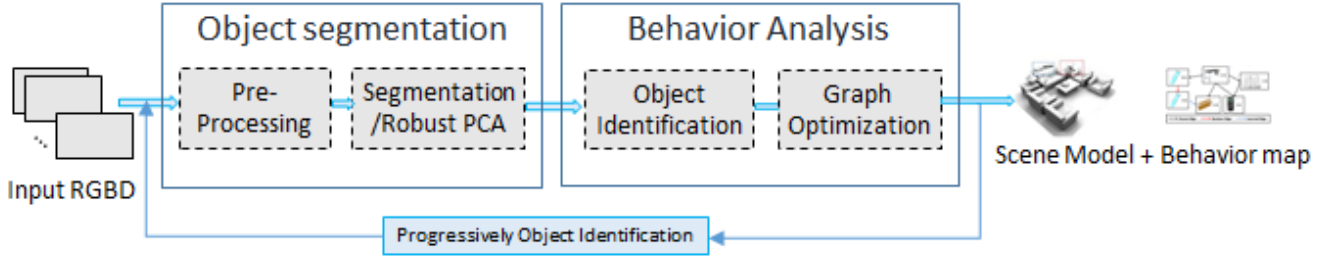 Object segmentation
Behavior Analysis
Pre-
Processing
Segmentation
/Robust PCA
Object
Identification
Graph
Optimization
Input RGBD
Scene Model + Behavior map
Progressively Object Identification